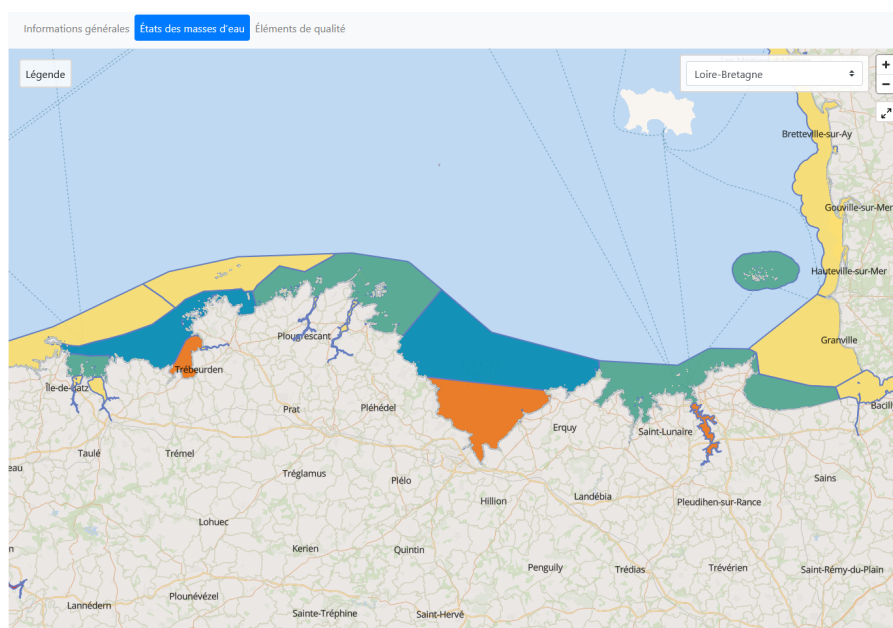 Informations générales États des masses d'eau Éléments de qualité
Légende
Loire-Bretagne
+
−
Bretteville-sur-Ay
Gouville-sur-Mer
Hauteville-sur-Mer
Granville
Plougrescant
Trébeurden
Île-de-Batz
Bacilly
Prat
Pléhédel
Erquy
Saint-Lunaire
Taulé
Trémel
eau
Tréglamus
Plélo
Sains
Hillion
Landébia
Pleudihen-sur-Rance
Lohuec
n
Kerien
Quintin
Penguily
Trédias
Trévérien
Saint-Rémy-du-Plain
Plounévézel
Lannédern
Sainte-Tréphine
Saint-Hervé